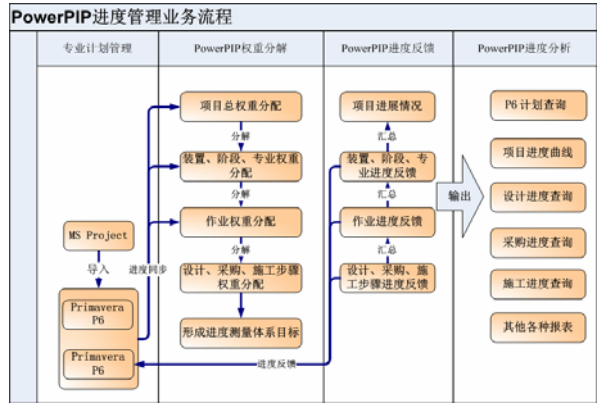 PowerPIP进度管理业务流程
专业计划管理
PowerPIP权重分解
PowerPIP进度反馈
PowerPIP进度分析
MS Project
导入
Primavera
P6
Primavera
P6
进度同步
项目总权重分配
分解
装置、阶段、专业权重
分配
分解
作业权重分配
分解
设计、采购、施工步骤
权重分配
形成进度测量体系目标
项目进展情况
汇总
装置、阶段、专
业进度反馈
汇总
作业进度反馈
汇总
设计、采购、施
工步骤进度反馈
进度反馈
输出
P6 计划查询
项目进度曲线
设计进度查询
采购进度查询
施工进度查询
其他各种报表